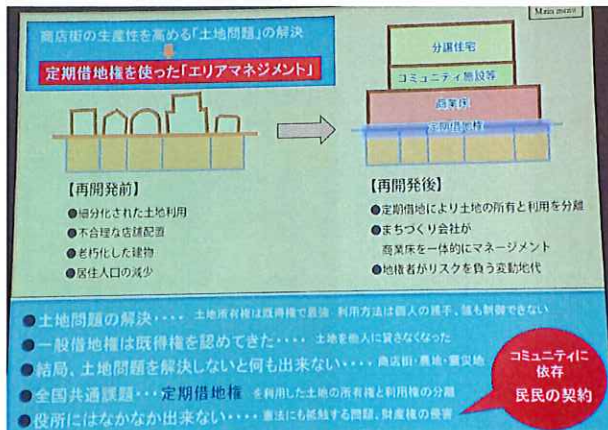 Main menu
商店街の生産性を高める「土地問題」の解決
定期借地権を使った「エリアマネジメント」
分譲住宅
コミュニティ施設等
商業床
定期借地権
【再開発前】
●細分化された土地利用
●不合理な店舗配置
●老朽化した建物
●居住人口の減少
【再開発後】
●定期借地により土地の所有と利用を分離
●まちづくり会社が
商業床を一体的にマネージメント
●地権者がリスクを負う変動地代
●土地問題の解決・・・・ 土地所有権は既得権で最強 利用方法は個人の勝手、誰も制御できない
●一般借地権は既得権を認めてきた・・・・ 土地を他人に貸さなくなった
●結局、土地問題を解決しないと何も出来ない・・・・ 商店街・農地・震災地
●全国共通課題・・・ 定期借地権 を利用した土地の所有権と利用権の分離
●役所にはなかなか出来ない・・・・ 憲法にも抵触する問題、財産権の侵害
コミュニティに
依存
民民の契約